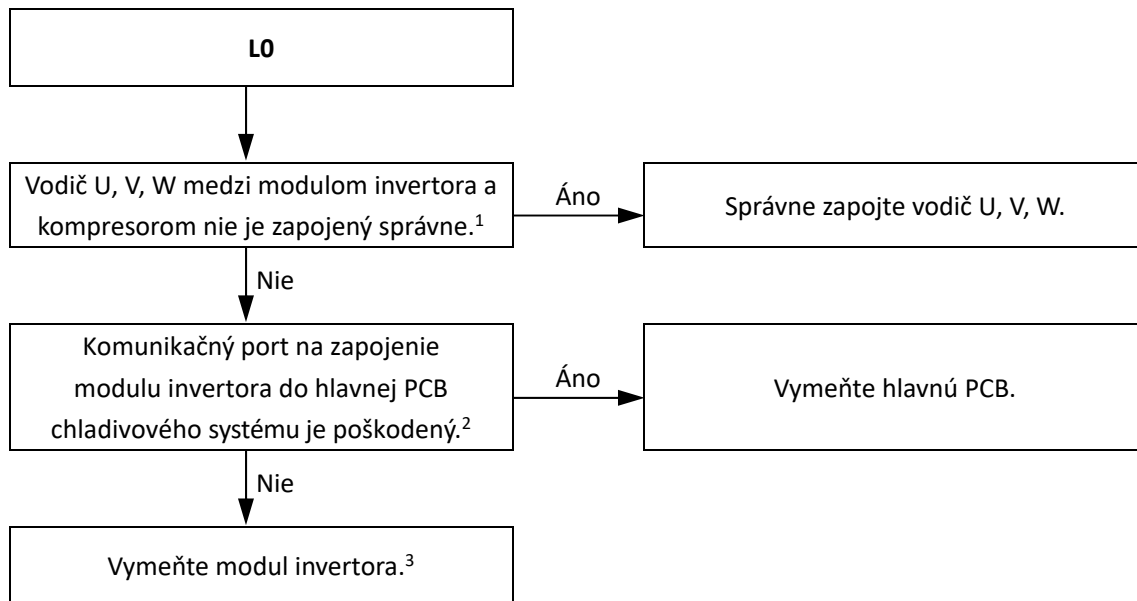 L0
Vodič U, V, W medzi modulom invertora a
kompresorom nie je zapojený správne.¹
Áno
Správne zapojte vodič U, V, W.
Nie
Komunikačný port na zapojenie
modulu invertora do hlavnej PCB
chladivového systému je poškodený.²
Áno
Vymeňte hlavnú PCB.
Nie
Vymeňte modul invertora.³